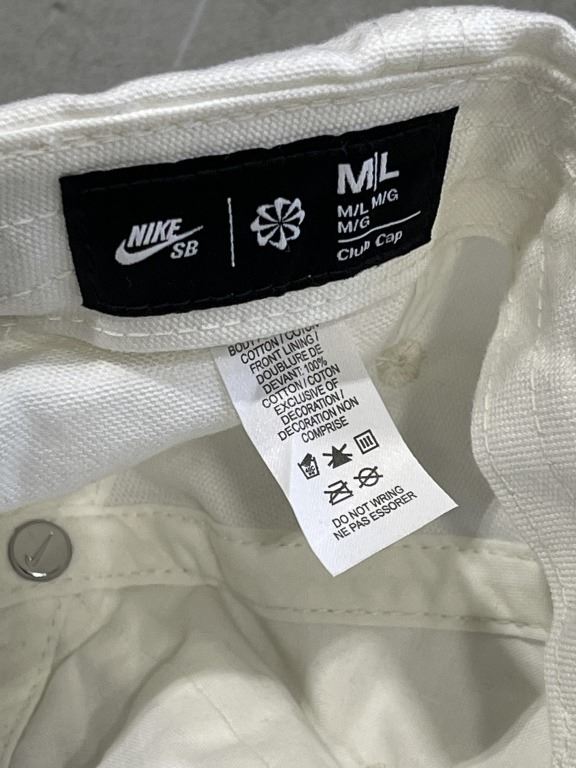 NIKE
SB
M|L
M/L M/G
M/G
Club Cap
COTTON / COTON
FRONT LINING /
DOUBLURE DE
DEVANT: 100%
COTTON / COTON
EXCLUSIVE OF
DECORATION /
DECORATION NON
COMPRISE
DO NOT WRING
NE PAS ESSORER